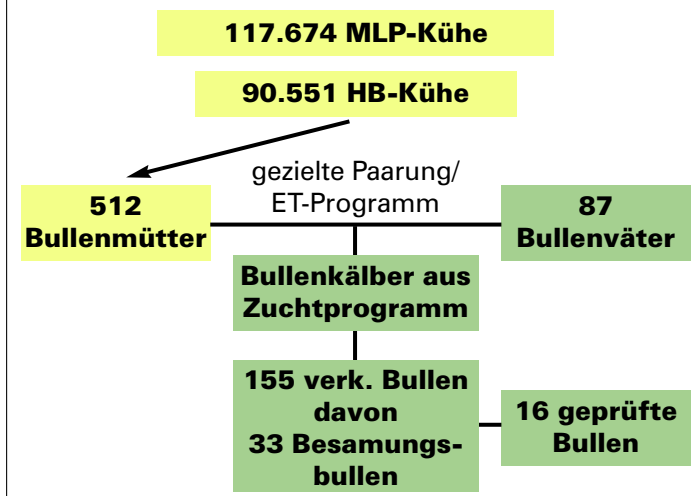 117.674 MLP-Kühe
90.551 HB-Kühe
gezielte Paarung/
ET-Programm
512
Bullenmütter
87
Bullenväter
Bullenkälber aus
Zuchtprogramm
155 verk. Bullen
davon
33 Besamungs-
bullen
16 geprüfte
Bullen